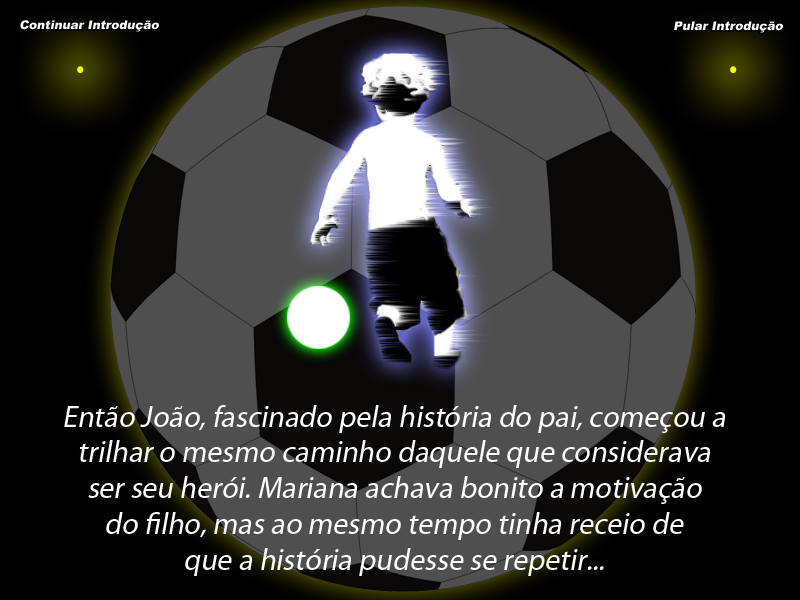 Continuar Introdução
Pular Introdução
Então João, fascinado pela história do pai, começou a
trilhar o mesmo caminho daquele que considerava
ser seu herói. Mariana achava bonito a motivação
do filho, mas ao mesmo tempo tinha receio de
que a história pudesse se repetir...